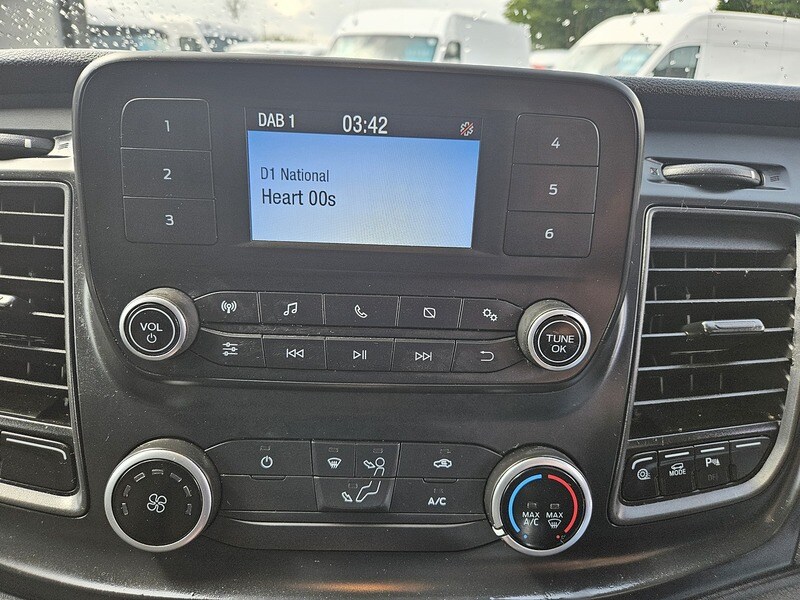 DAB 1 03:42
D1 National
Heart 00s
1
2
3
4
5
6
VOL
TUNE
OK
A/C
MAX
A/C
MAX
MODE
P
OFF